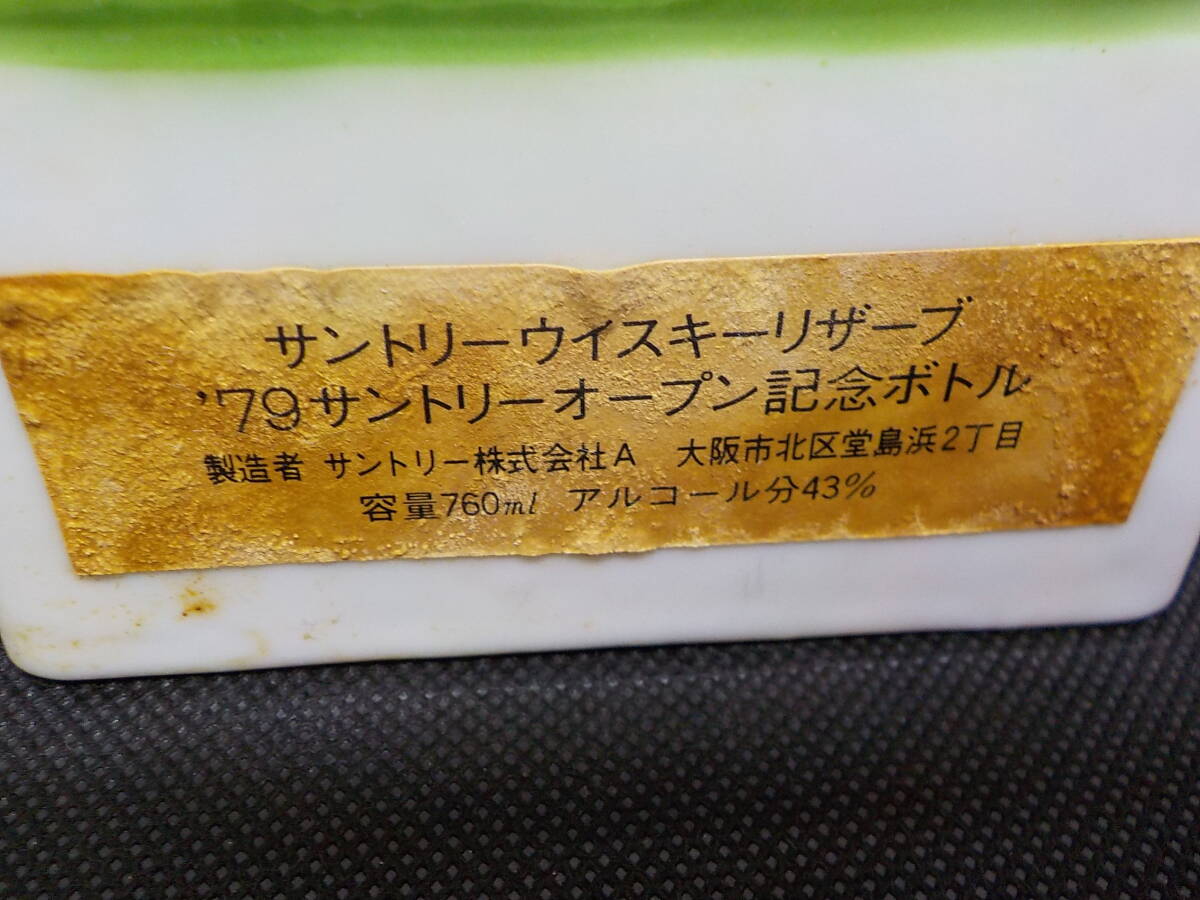 サントリーウイスキーリザーブ
'79サントリーオープン記念ボトル
製造者 サントリー株式会社A 大阪市北区堂島浜2丁目
容量760ml アルコール分43%